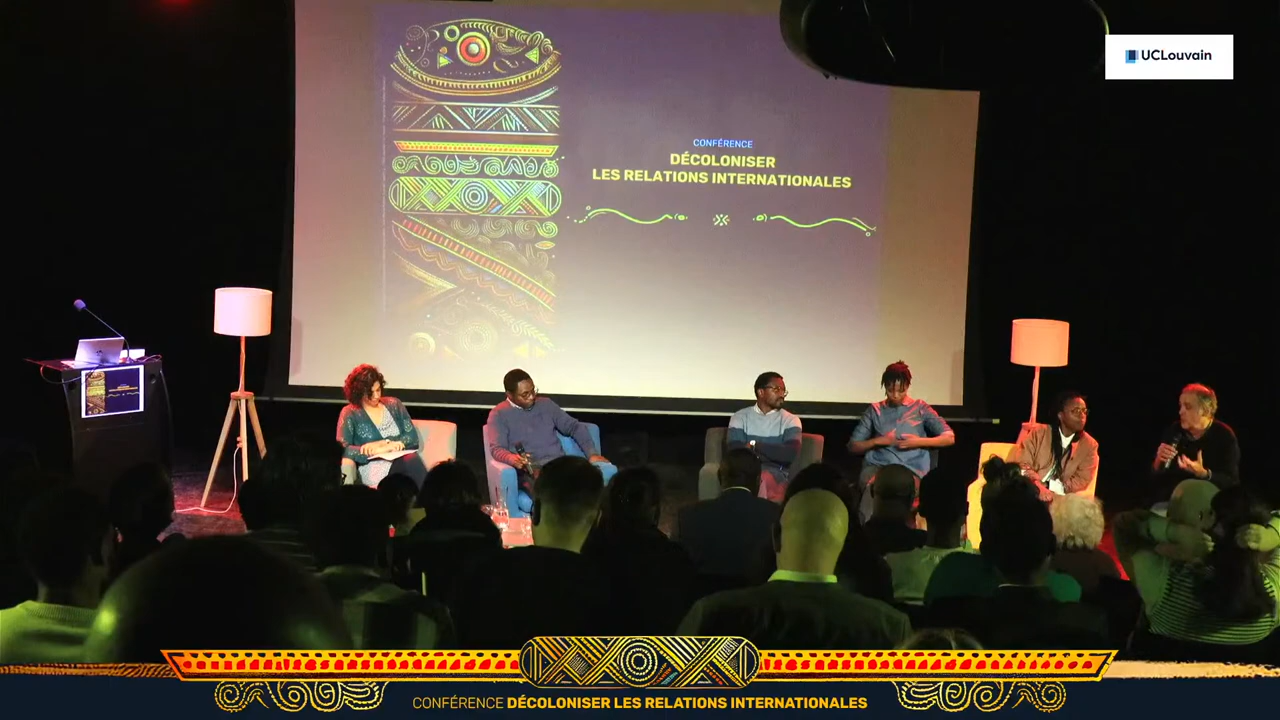 UCLouvain
CONFÉRENCE
DÉCOLONISER
LES RELATIONS INTERNATIONALES
CONFÉRENCE DÉCOLONISER LES RELATIONS INTERNATIONALES